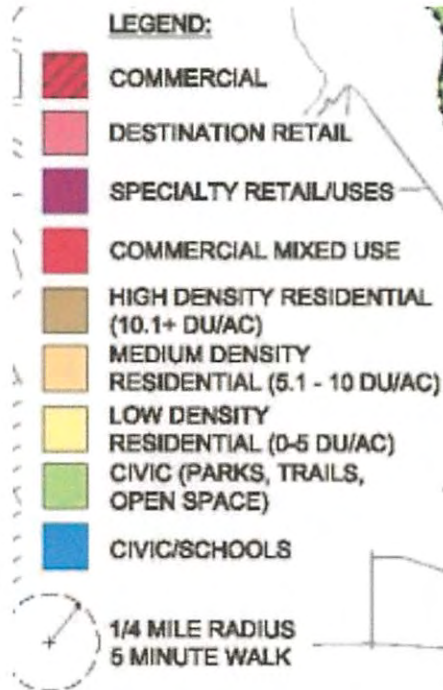 LEGEND:
COMMERCIAL
DESTINATION RETAIL
SPECIALTY RETAIL/USES
COMMERCIAL MIXED USE
HIGH DENSITY RESIDENTIAL
(10.1+ DU/AC)
MEDIUM DENSITY
RESIDENTIAL (5.1 - 10 DU/AC)
LOW DENSITY
RESIDENTIAL (0-5 DU/AC)
CIVIC (PARKS, TRAILS,
OPEN SPACE)
CIVIC/SCHOOLS
1/4 MILE RADIUS
5 MINUTE WALK